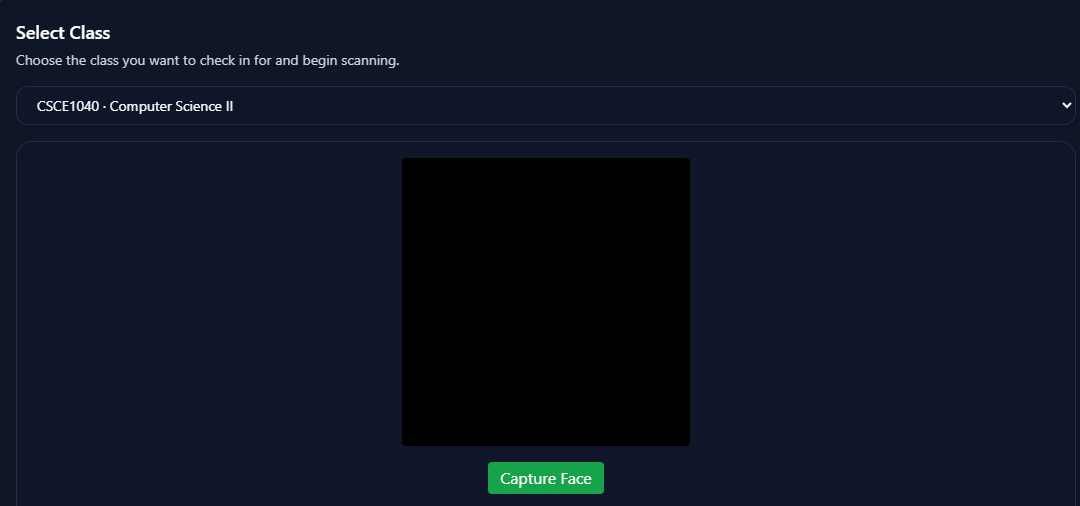 Select Class
Choose the class you want to check in for and begin scanning.
CSCE1040 · Computer Science II
Capture Face